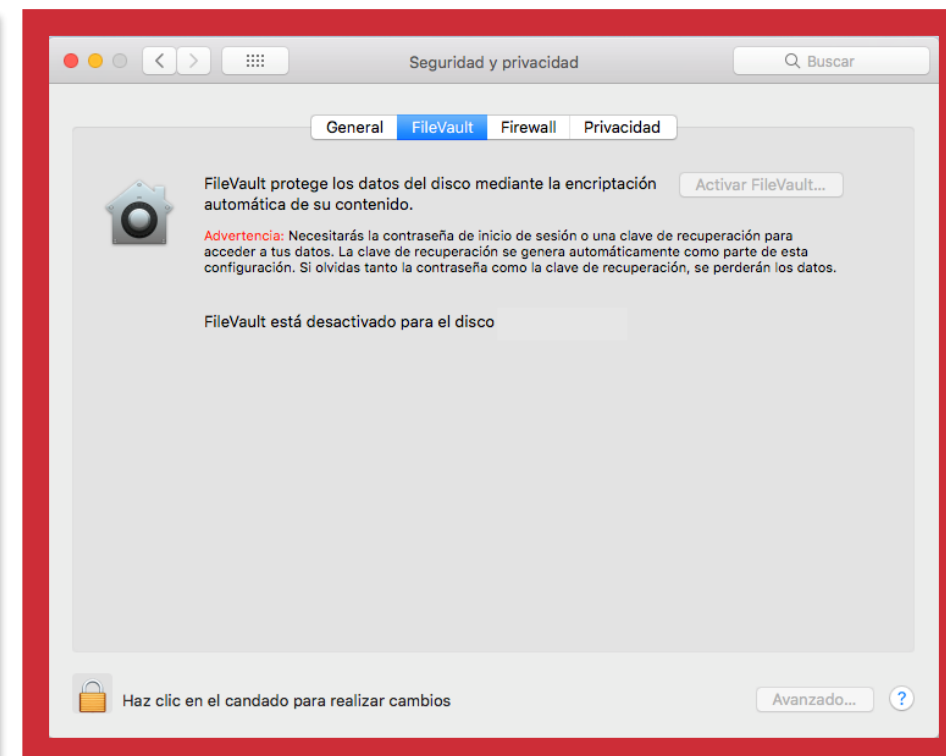 Seguridad y privacidad
Buscar
General FileVault Firewall Privacidad
FileVault protege los datos del disco mediante la encriptación
automática de su contenido.
Activar FileVault...
Advertencia: Necesitarás la contraseña de inicio de sesión o una clave de recuperación para
acceder a tus datos. La clave de recuperación se genera automáticamente como parte de esta
configuración. Si olvidas tanto la contraseña como la clave de recuperación, se perderán los datos.
FileVault está desactivado para el disco
Haz clic en el candado para realizar cambios
Avanzado... ?